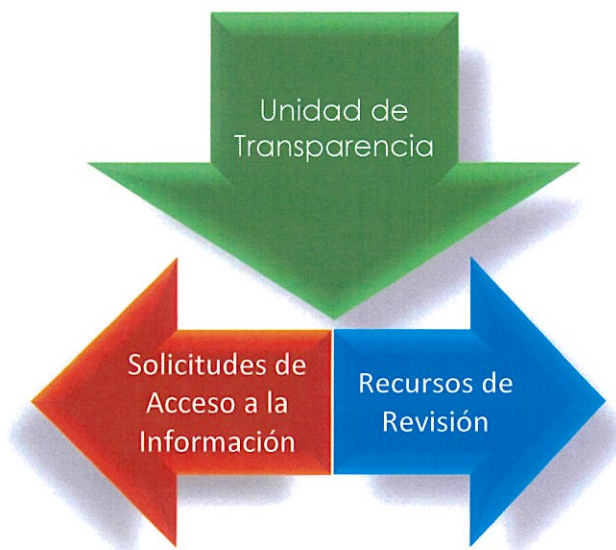 Unidad de
Transparencia
Solicitudes de
Acceso a la
Información
Recursos de
Revisión